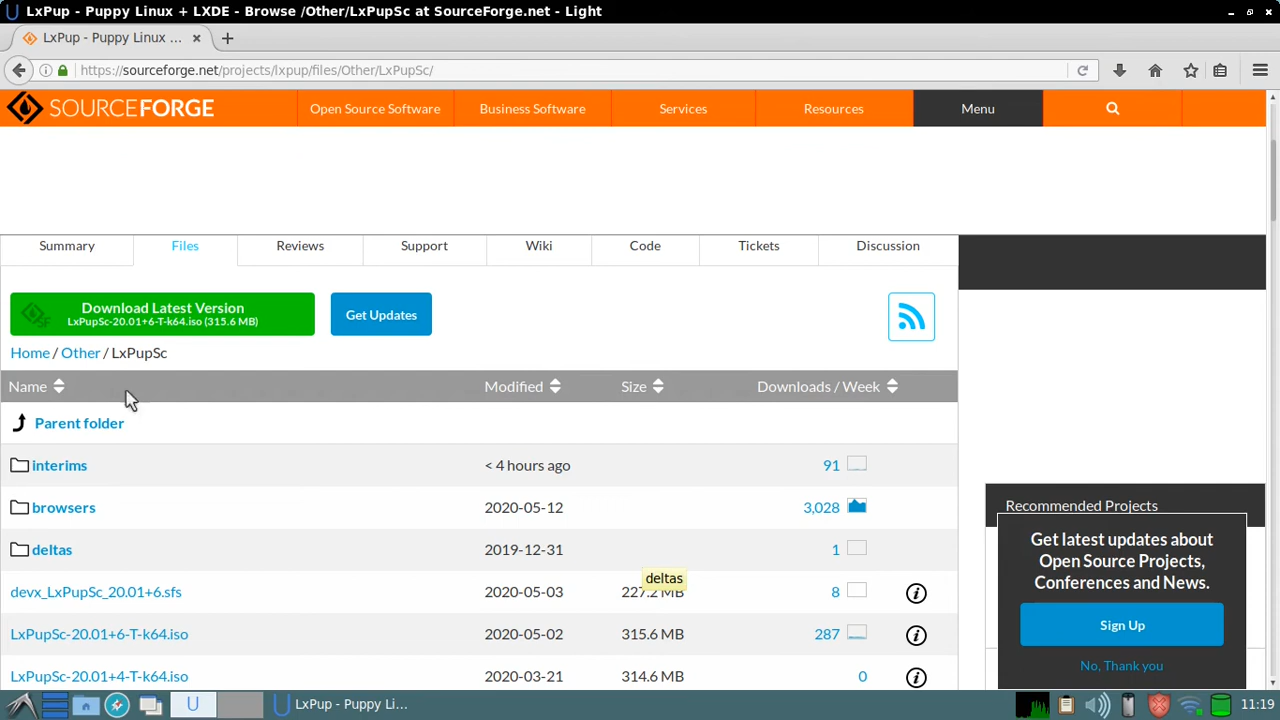 LxPup - Puppy Linux + LXDE - Browse /Other/LxPupSc at SourceForge.net - Light
LxPup - Puppy Linux ...
https://sourceforge.net/projects/lxpup/files/Other/LxPupSc/
SOURCEFORGE
Open Source Software
Business Software
Services
Resources
Menu
Summary
Files
Reviews
Support
Wiki
Code
Tickets
Discussion
Download Latest Version
LxPupSc-20.01+6-T-k64.iso (315.6 MB)
Get Updates
Home / Other / LxPupSc
Name Modified Size Downloads / Week
Parent folder
interims < 4 hours ago 91
browsers 2020-05-12 3,028
deltas 2019-12-31 1
deltas
devx_LxPupSc_20.01+6.sfs 2020-05-03 227.2 MB 8
LxPupSc-20.01+6-T-k64.iso 2020-05-02 315.6 MB 287
LxPupSc-20.01+4-T-k64.iso 2020-03-21 314.6 MB 0
Recommended Projects
Get latest updates about
Open Source Projects,
Conferences and News.
Sign Up
No, Thank you
LxPup - Puppy Li...
11:19